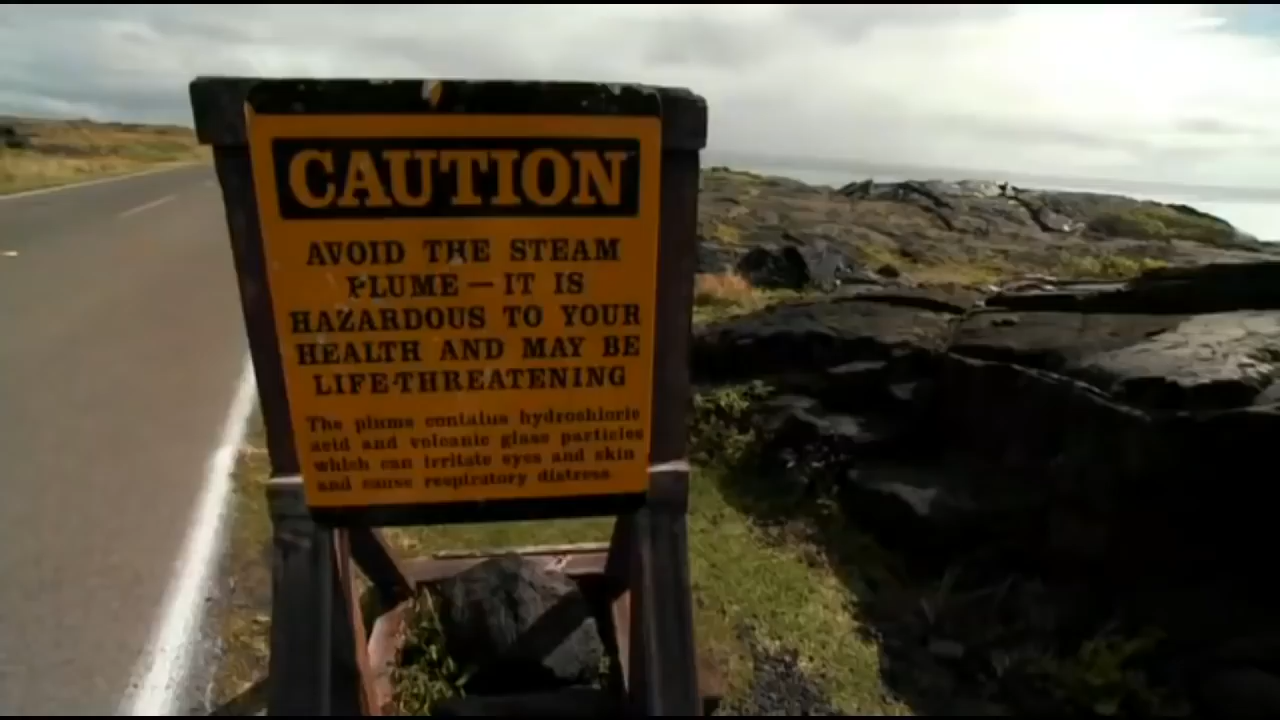 CAUTION
AVOID THE STEAM
PLUME — IT IS
HAZARDOUS TO YOUR
HEALTH AND MAY BE
LIFE-THREATENING
The plume contains hydrochloric
acid and volcanic glass particles
which can irritate eyes and skin
and cause respiratory distress